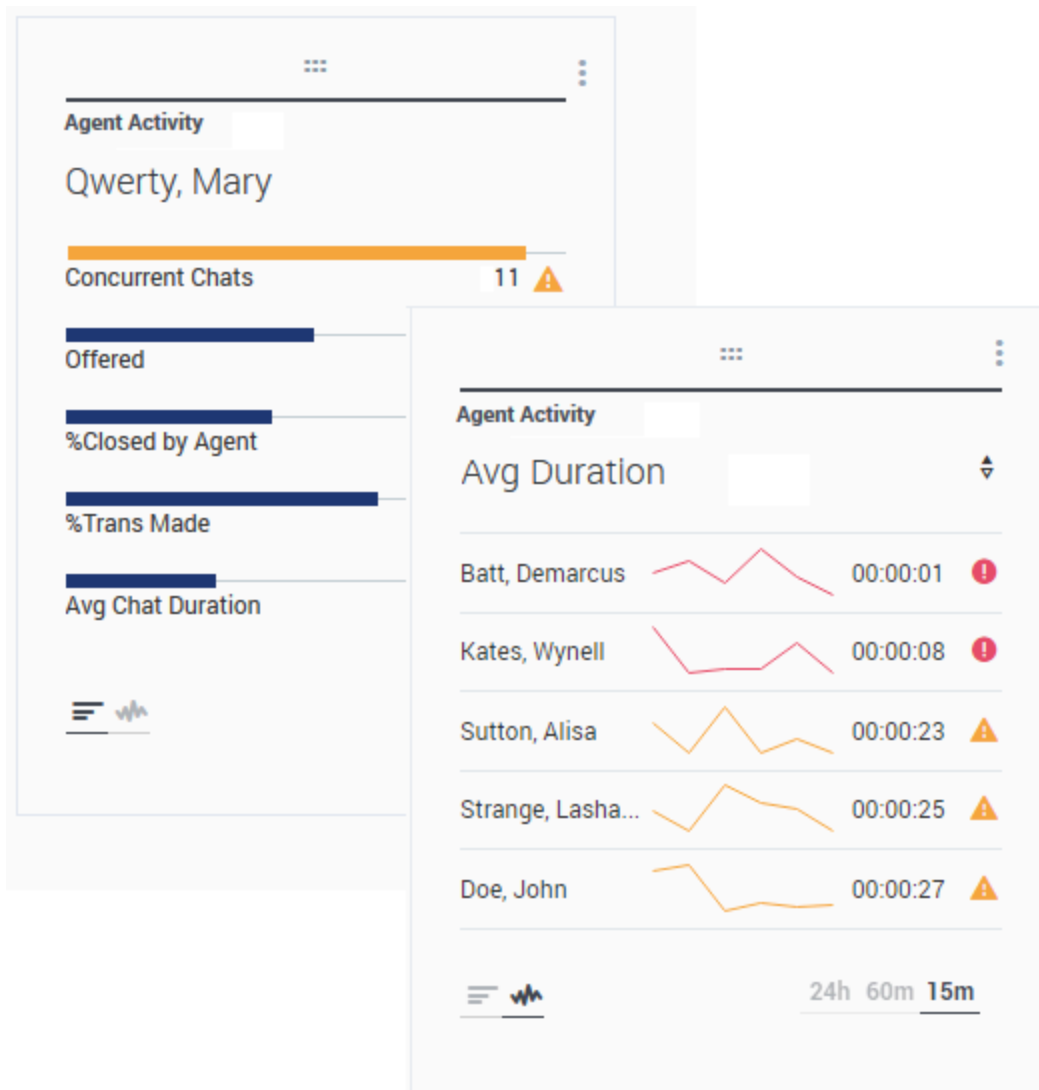 Agent Activity
Qwerty, Mary
Concurrent Chats 11
Offered
%Closed by Agent
%Trans Made
Avg Chat Duration
Agent Activity
Avg Duration
Batt, Demarcus 00:00:01
Kates, Wynell 00:00:08
Sutton, Alisa 00:00:23
Strange, Lasha... 00:00:25
Doe, John 00:00:27
24h 60m 15m